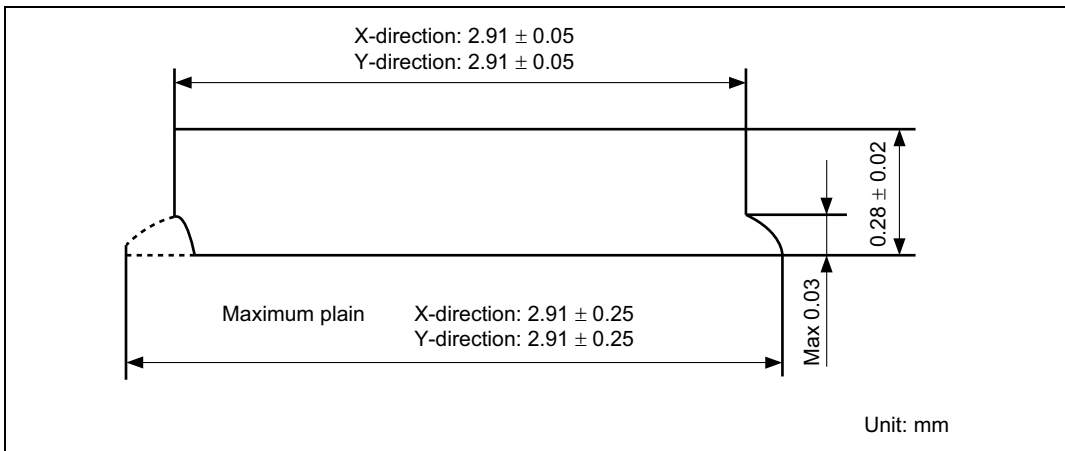 X-direction: 2.91 ± 0.05
Y-direction: 2.91 ± 0.05
0.28 ± 0.02
Max 0.03
Maximum plain X-direction: 2.91 ± 0.25
Y-direction: 2.91 ± 0.25
Unit: mm